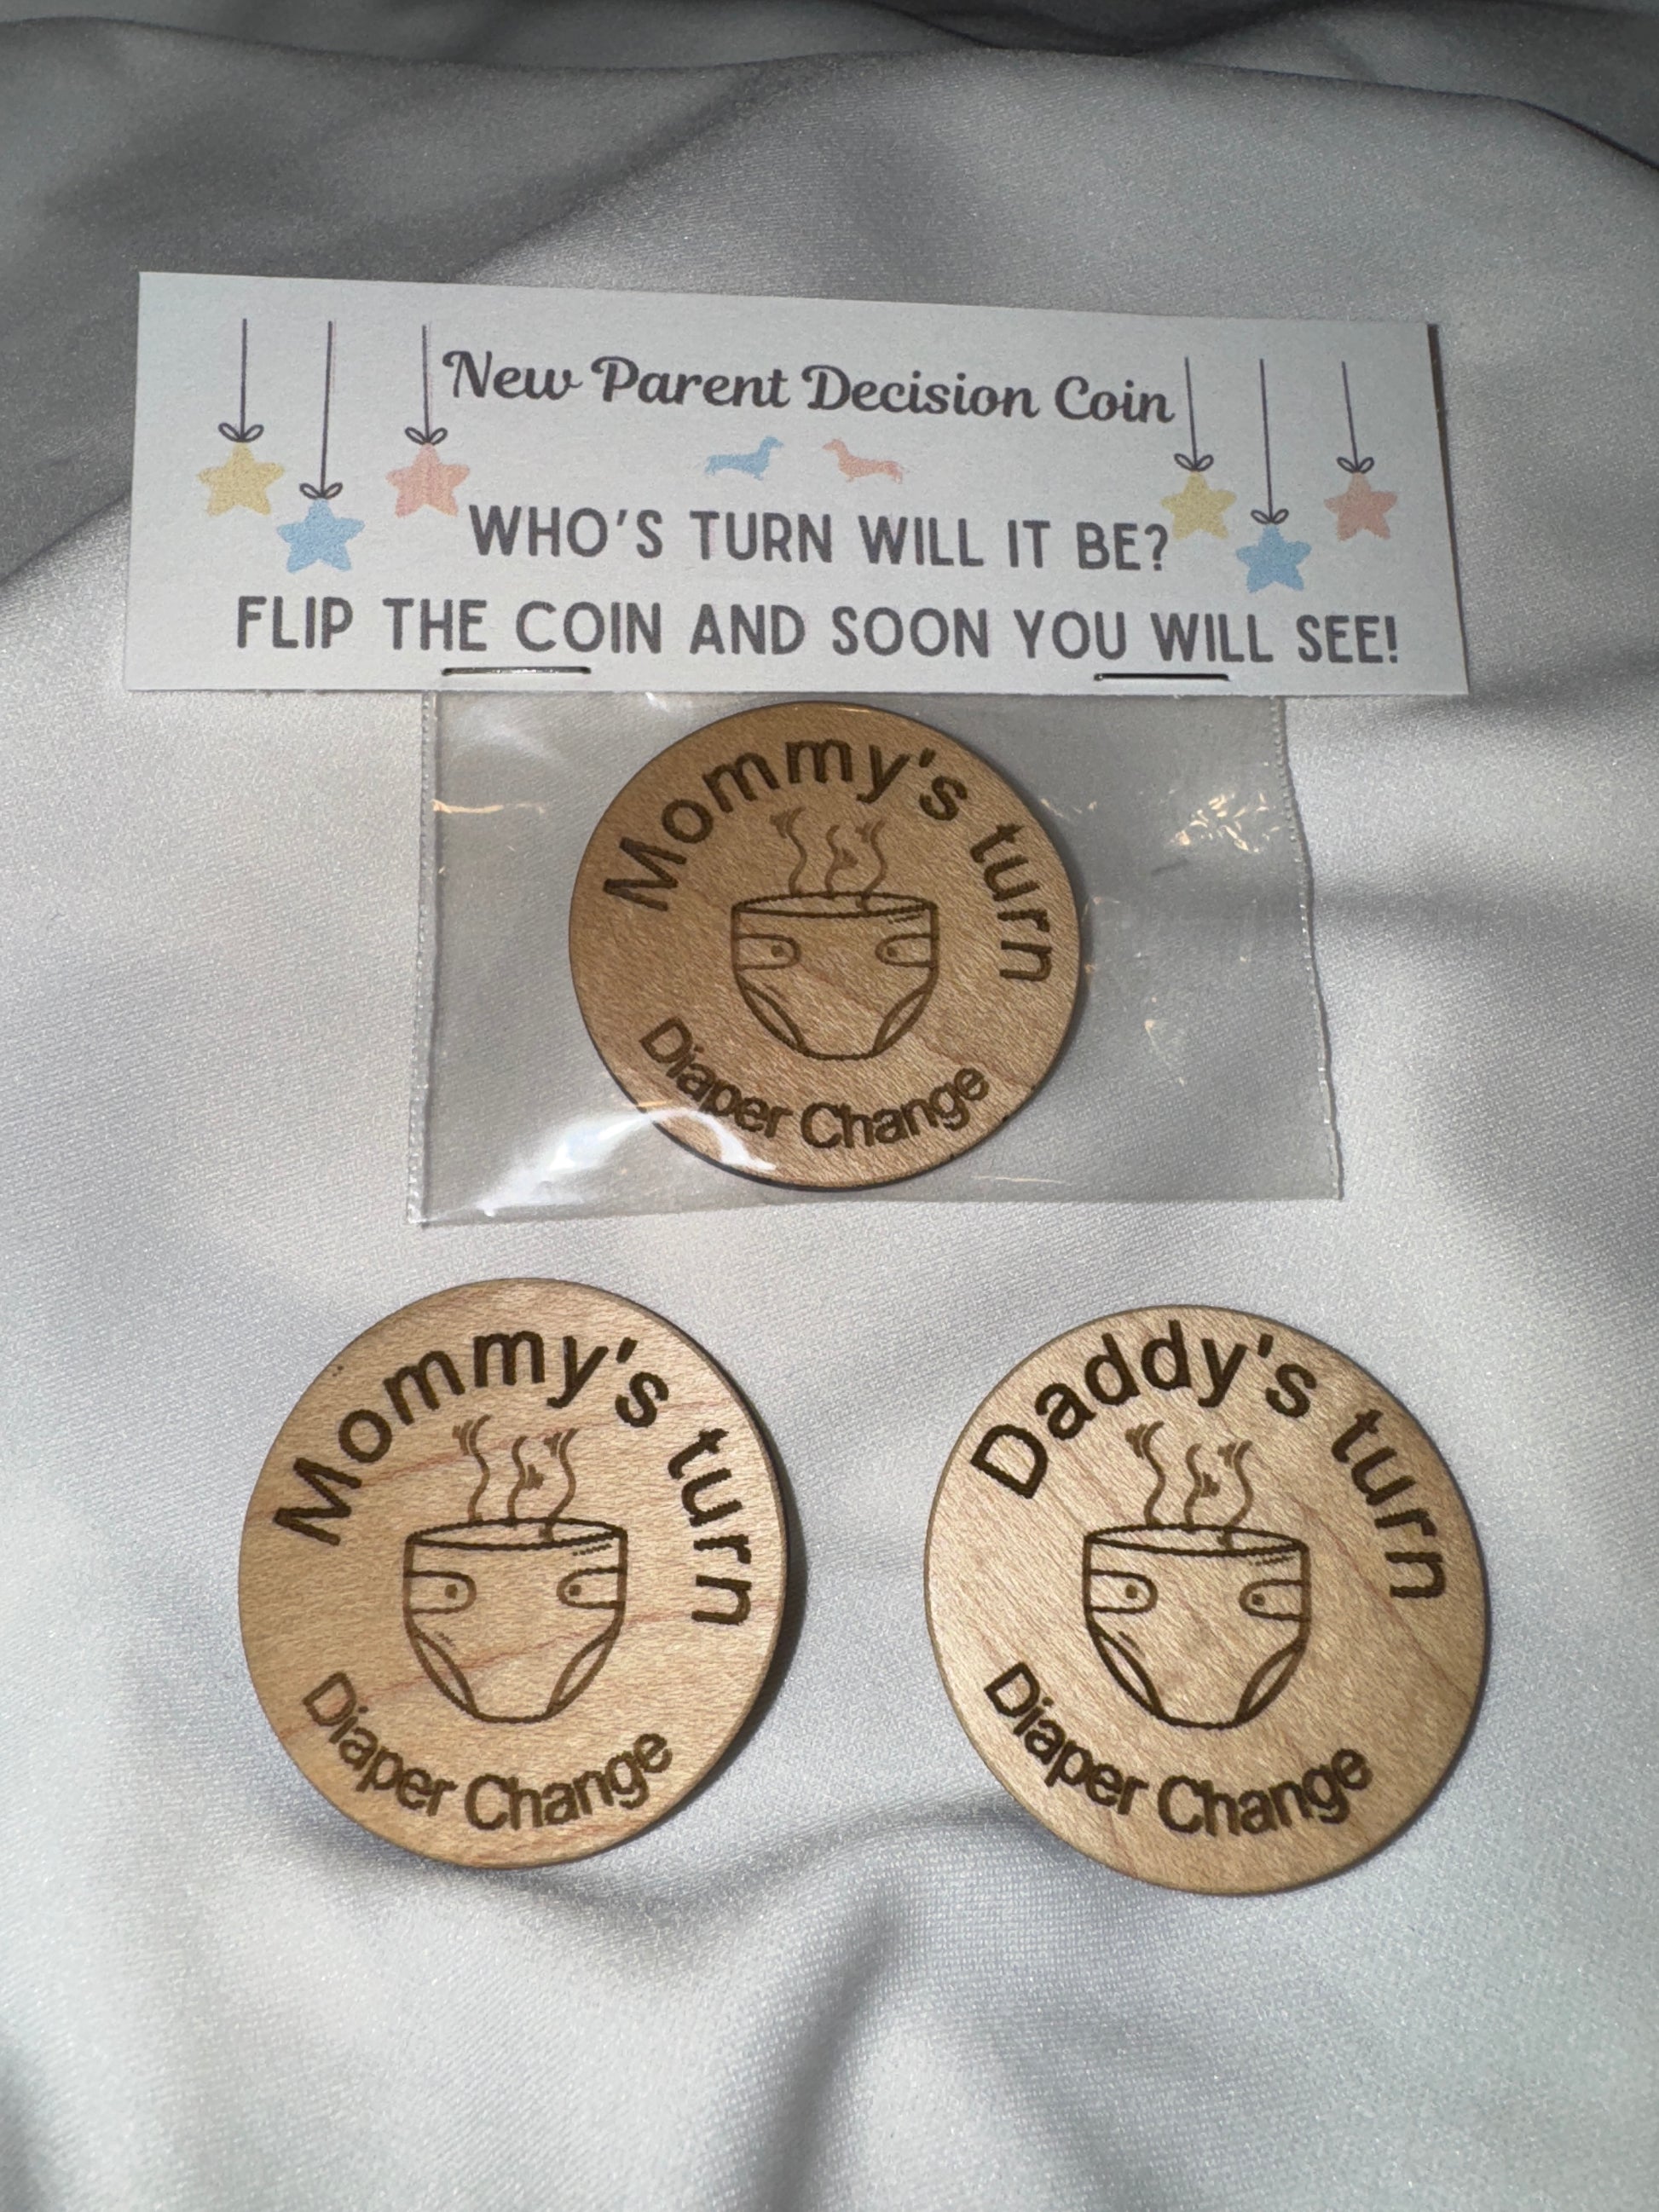 New Parent Decision Coin
WHO'S TURN WILL IT BE?
FLIP THE COIN AND SOON YOU WILL SEE!
Mommy's turn
Diaper Change
Mommy's turn
Diaper Change
Daddy's turn
Diaper Change